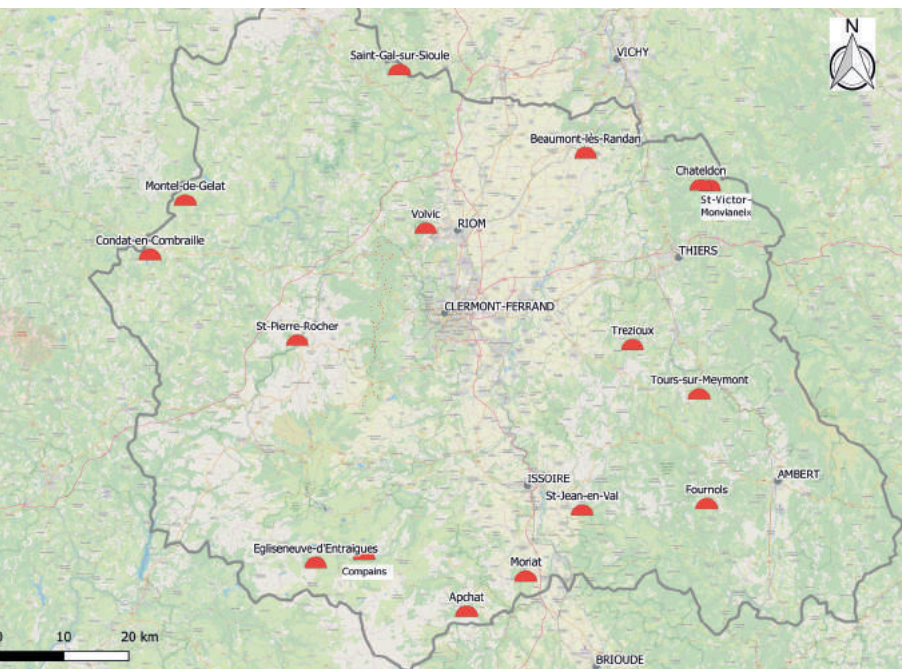 N
Saint-Gal-sur-Sioule
VICHY
Beaumont-lès-Randan
Chateldon
Montel-de-Gelat
St-Victor-
Monvianeix
Volvic
RIOM
Condat-en-Combraille
THIERS
CLERMONT-FERRAND
St-Pierre-Rocher
Trezioux
Tours-sur-Meymont
ISSOIRE
AMBERT
St-Jean-en-Val
Fournols
Egliseneuve-d'Entraigues
Compains
Moriat
Apchat
0 10 20 km
BRIOUDE